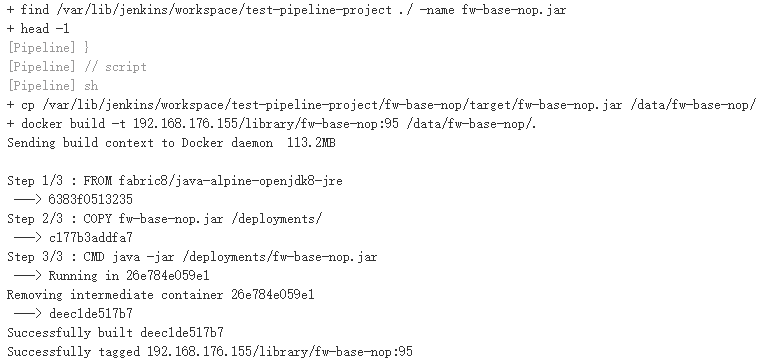 + find /var/lib/jenkins/workspace/test-pipeline-project ./ -name fw-base-nop.jar
+ head -1
[Pipeline] }
[Pipeline] // script
[Pipeline] sh
+ cp /var/lib/jenkins/workspace/test-pipeline-project/fw-base-nop/target/fw-base-nop.jar /data/fw-base-nop/
+ docker build -t 192.168.176.155/library/fw-base-nop:95 /data/fw-base-nop/.
Sending build context to Docker daemon  113.2MB
Step 1/3 : FROM fabric8/java-alpine-openjdk8-jre
---> 6383f0513235
Step 2/3 : COPY fw-base-nop.jar /deployments/
---> c177b3addfa7
Step 3/3 : CMD java -jar /deployments/fw-base-nop.jar
---> Running in 26e784e059e1
Removing intermediate container 26e784e059e1
---> deec1de517b7
Successfully built deec1de517b7
Successfully tagged 192.168.176.155/library/fw-base-nop:95